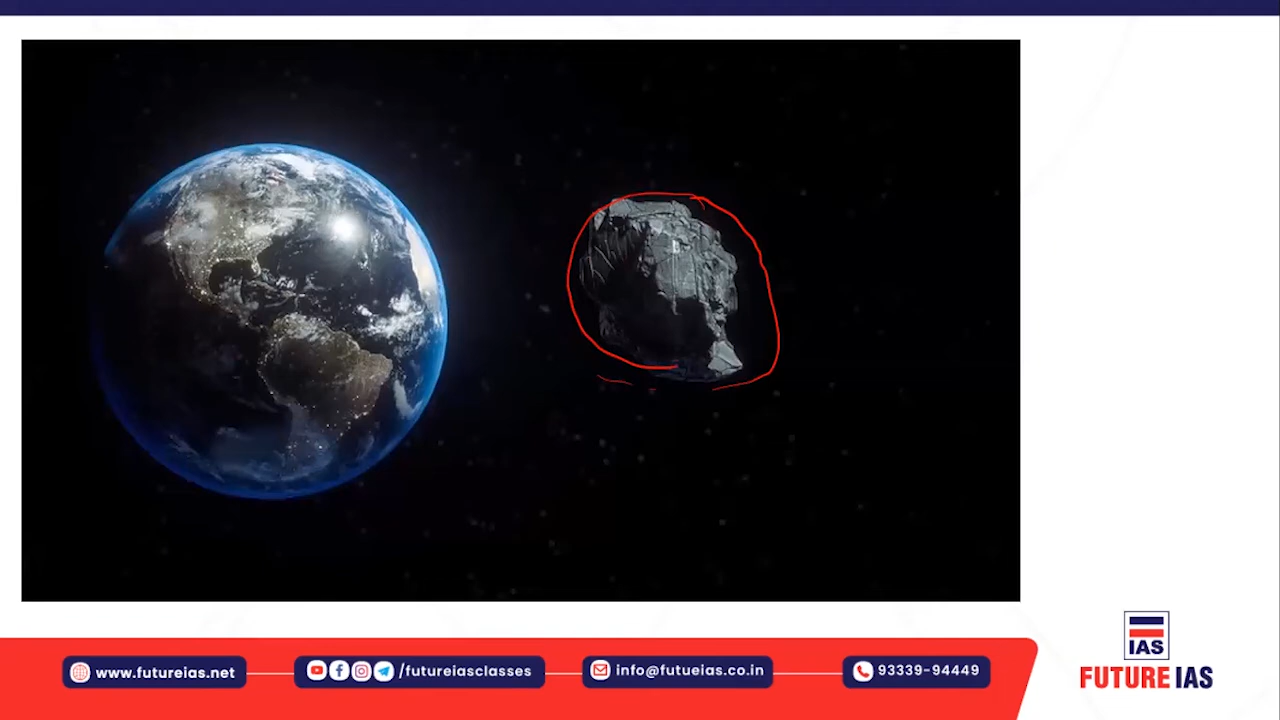 IAS
FUTURE IAS
www.futureias.net
/futureiasclasses
info@futueias.co.in
93339-94449